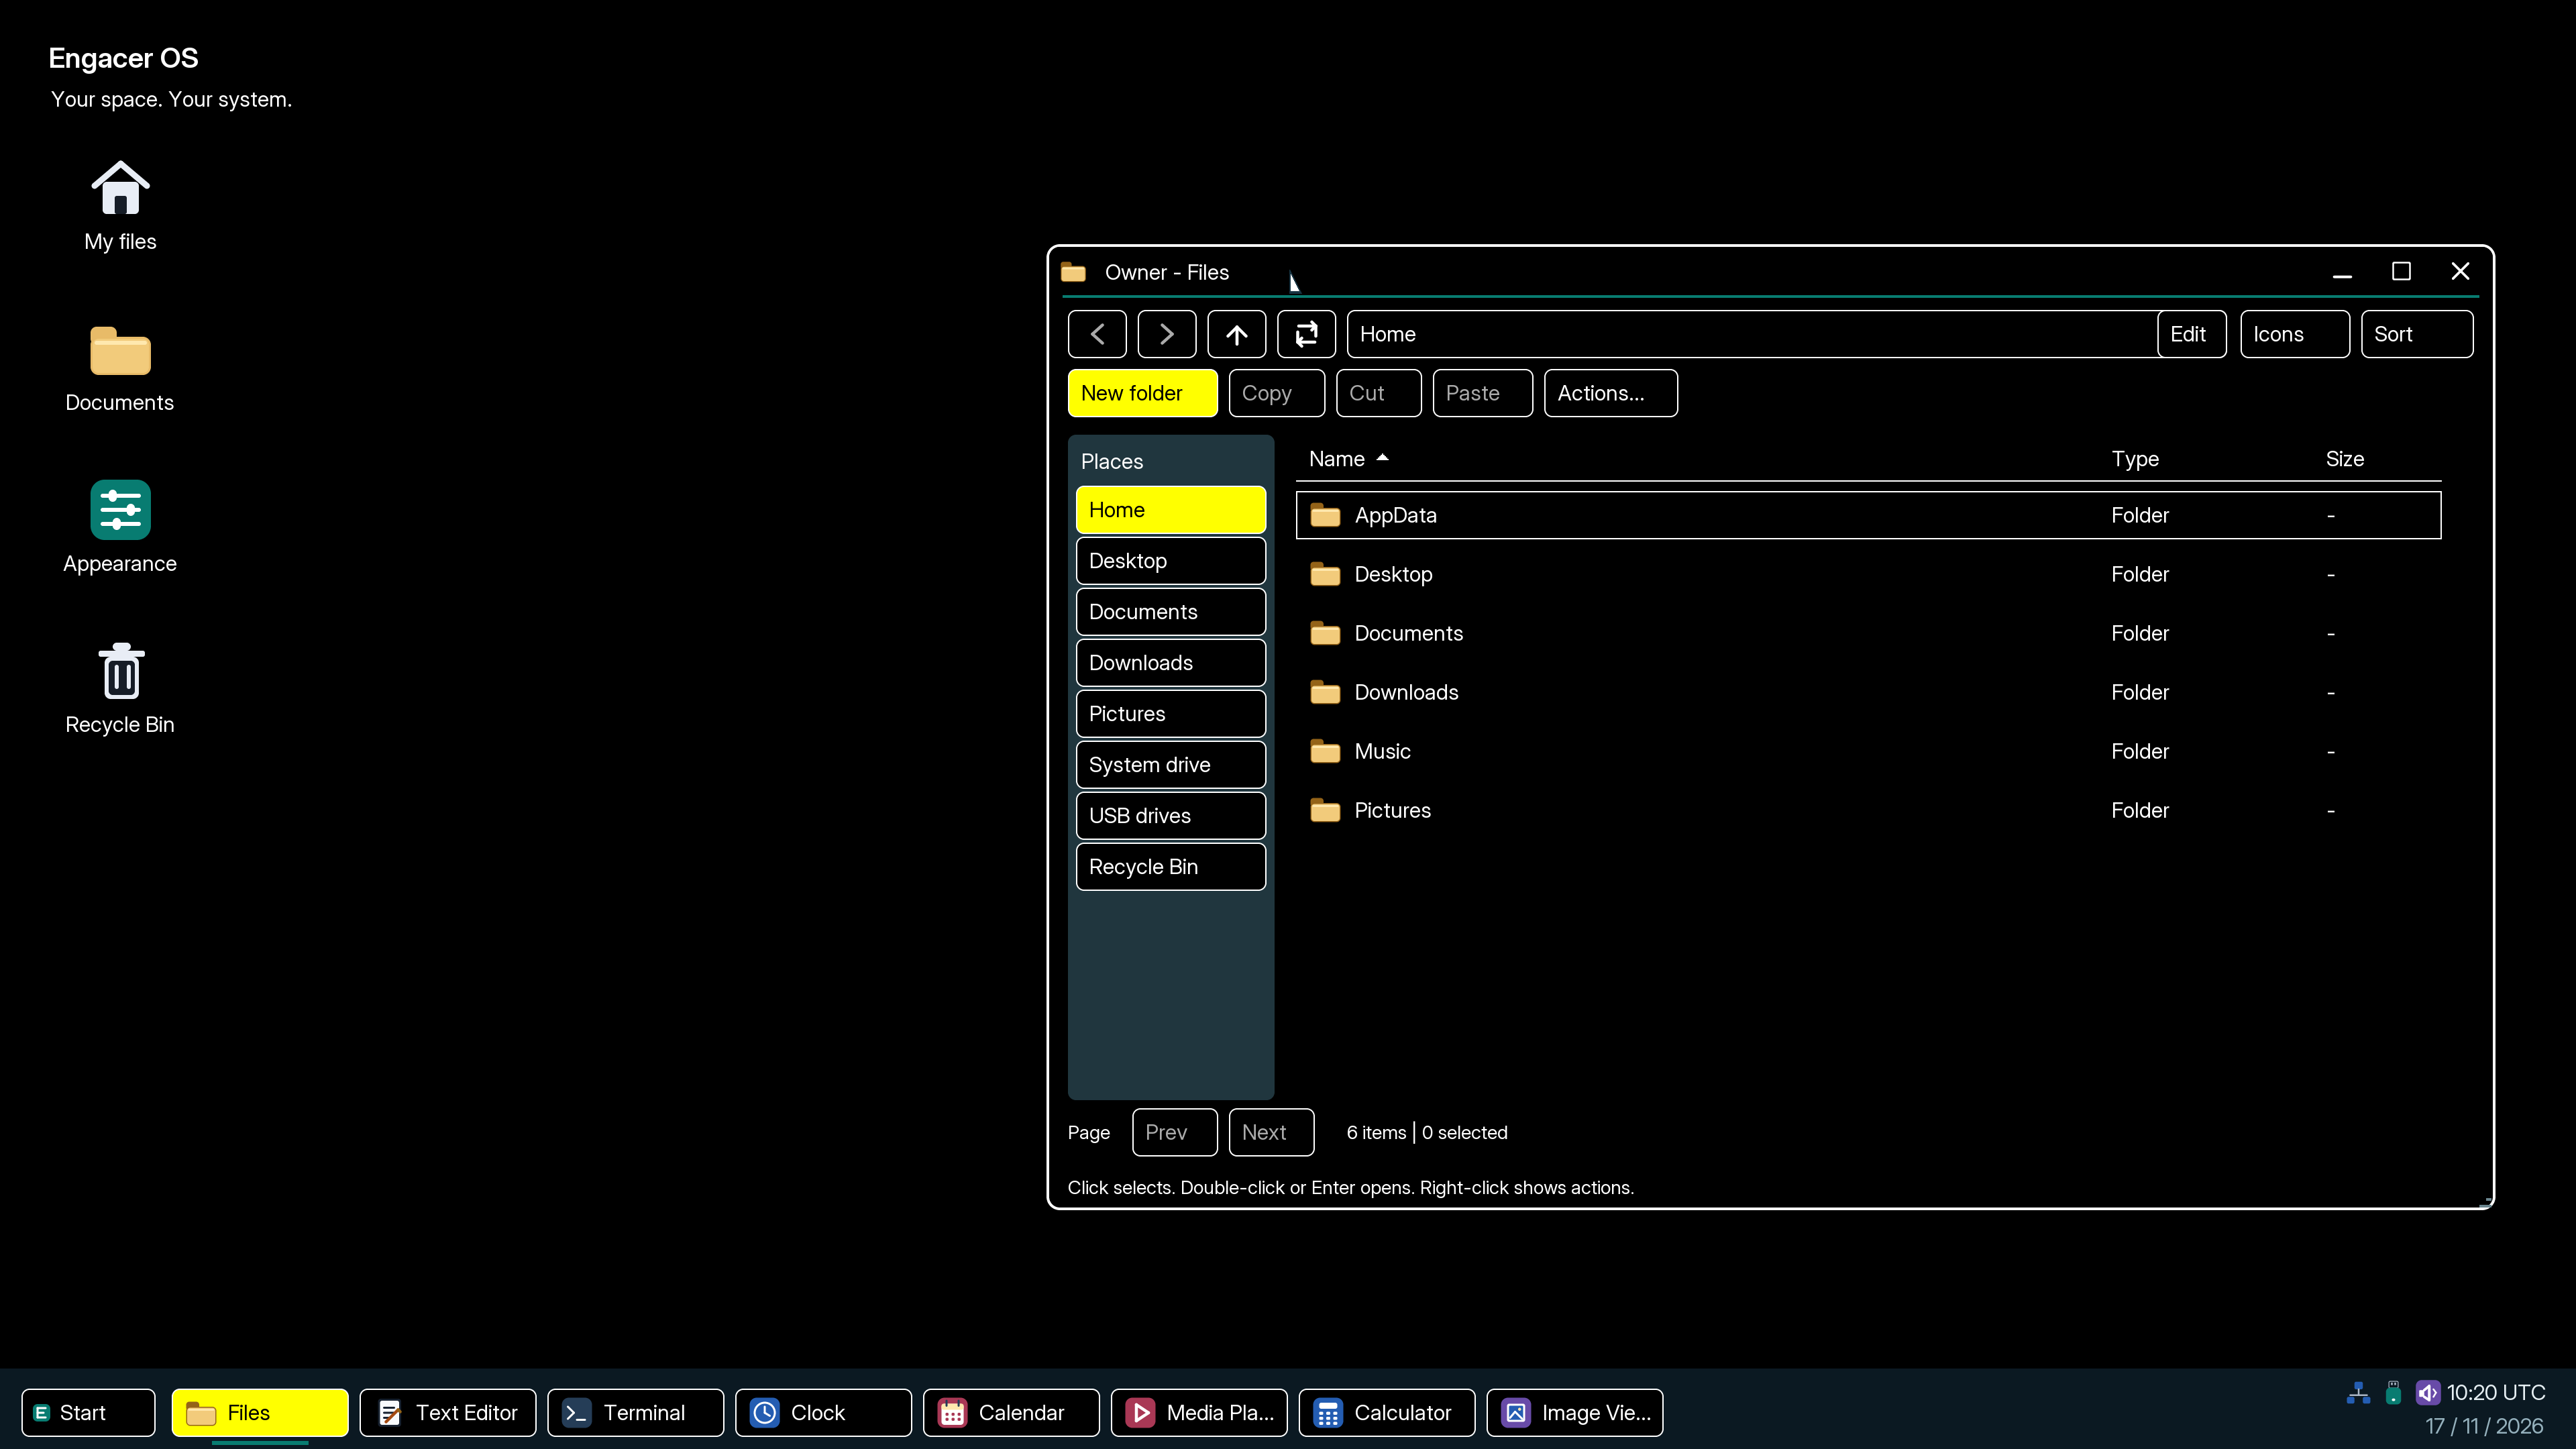 Engacer OS
Your space. Your system.
My files
Documents
Appearance
Recycle Bin
Owner - Files
Home Edit Icons Sort
New folder Copy Cut Paste Actions...
Places
Home
Desktop
Documents
Downloads
Pictures
System drive
USB drives
Recycle Bin
Name Type Size
AppData Folder -
Desktop Folder -
Documents Folder -
Downloads Folder -
Music Folder -
Pictures Folder -
Page Prev Next 6 items | 0 selected
Click selects. Double-click or Enter opens. Right-click shows actions.
E Start Files Text Editor Terminal Clock Calendar Media Pla... Calculator Image Vie... 10:20 UTC
17 / 11 / 2026